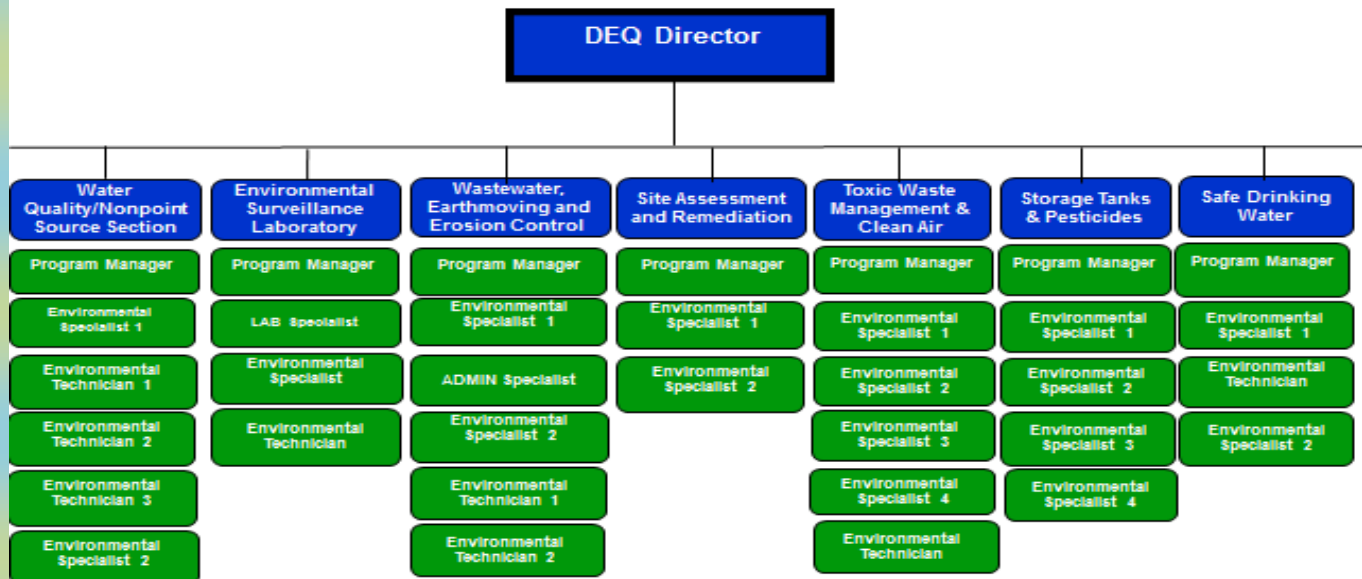 DEQ Director
Water
Quality/Nonpoint
Source Section
Program Manager
Environmental
Specialist 1
Environmental
Technician 1
Environmental
Technician 2
Environmental
Technician 3
Environmental
Specialist 2
Environmental
Surveillance
Laboratory
Program Manager
LAB Specialist
Environmental
Specialist
Environmental
Technician
Wastewater,
Earthmoving and
Erosion Control
Program Manager
Environmental
Specialist 1
ADMIN Specialist
Environmental
Specialist 2
Environmental
Technician 1
Environmental
Technician 2
Site Assessment
and Remediation
Program Manager
Environmental
Specialist 1
Environmental
Specialist 2
Toxic Waste
Management &
Clean Air
Program Manager
Environmental
Specialist 1
Environmental
Specialist 2
Environmental
Specialist 3
Environmental
Specialist 4
Environmental
Technician
Storage Tanks
& Pesticides
Program Manager
Environmental
Specialist 1
Environmental
Specialist 2
Environmental
Specialist 3
Environmental
Specialist 4
Safe Drinking
Water
Program Manager
Environmental
Specialist 1
Environmental
Technician
Environmental
Specialist 2